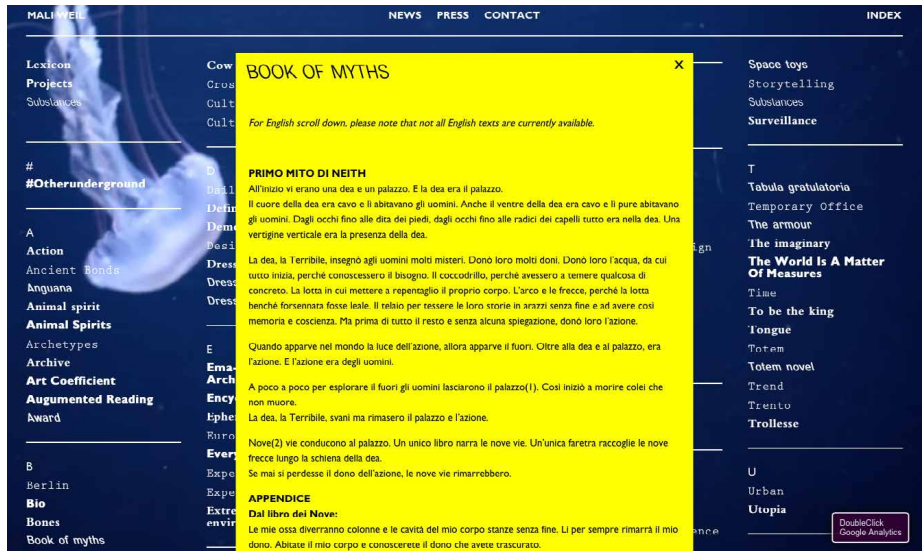 MALI WEIL
NEWS PRESS CONTACT
INDEX
Lexicon
Projects
Substances
#
#Otherunderground
A
Action
Ancient Bonds
Anguana
Animal spirit
Animal Spirits
Archetypes
Archive
Art Coefficient
Augumented Reading
Award
B
Berlin
Bio
Bones
Book of myths
Cow
D
E
Ency
BOOK OF MYTHS
X
For English scroll down. please note that not all English texts are currently available.
PRIMO MITO DI NEITH
All'inizio vi erano una dea e un palazzo. E la dea era il palazzo.
Il cuore della dea era cavo e li abitavano gli uomini. Anche il ventre della dea era cavo e li pure abitavano
gli uomini. Dagli occhi fino alle dita dei piedi, dagli occhi fino alle radici dei capelli tutto era nella dea. Una
vertigine verticale era la presenza della dea.
La dea, la Terribile, insegnò agli uomini molti misteri. Donò loro molti doni. Donò loro l'acqua, da cui
tutto inizia, perché conoscessero il bisogno. Il coccodrillo, perché avessero a temere qualcosa di
concreto. La lotta in cui mettere a repentaglio il proprio corpo. L'arco e le frecce, perché la lotta
benché forsennata fosse leale. Il telaio per tessere le loro storie in arazzi senza fine e ad avere così
memoria e coscienza. Ma prima di tutto il resto e senza alcuna spiegazione, donò loro l'azione.
Quando apparve nel mondo la luce dell'azione, allora apparve il fuori. Oltre alla dea e al palazzo, era
l'azione. E l'azione era degli uomini.
A poco a poco per esplorare il fuori gli uomini lasciarono il palazzo(1). Così iniziò a morire colei che
non muore.
La dea, la Terribile, svanì ma rimasero il palazzo e l'azione.
Nove(2) vie conducono al palazzo. Un unico libro narra le nove vie. Un'unica faretra raccoglie le nove
frecce lungo la schiena della dea.
Se mai si perdesse il dono dell'azione, le nove vie rimarrebbero.
APPENDICE
Dal libro dei Nove:
Le mie ossa diverranno colonne e le cavità del mio corpo stanze senza fine. Lì per sempre rimarrà il mio
dono. Abitate il mio corpo e conoscerete il dono che avete trascurato.
Space toys
Storytelling
Substances
Surveillance
T
Tabula gratulatoria
Temporary Office
The armour
The imaginary
The World Is A Matter
Of Measures
Time
To be the king
Tongue
Totem
Totem novel
Trend
Trento
Trollesse
U
Urban
Utopia
DoubleClick
Google Analytics